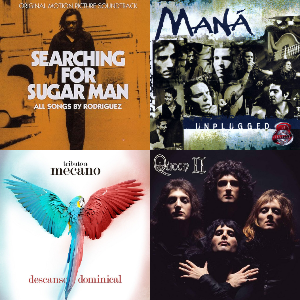 ORIGINAL MOTION PICTURE SOUNDTRACK
SEARCHING
FOR
SUGAR MAN
ALL SONGS BY RODRIGUEZ
MANÁ
UNPLUGGED
tributo a
mecano
descanso dominical
Queen II